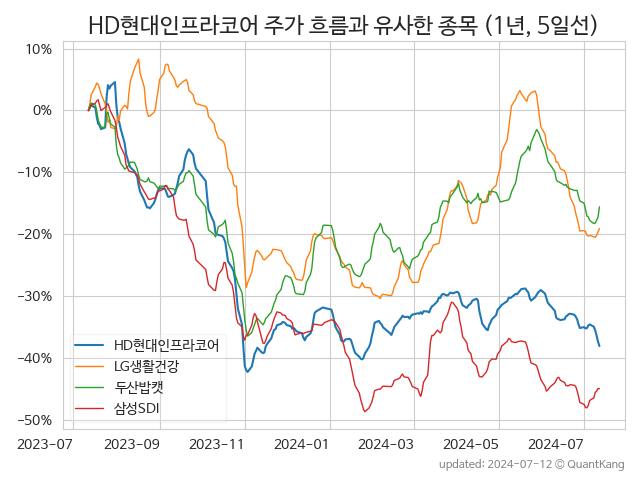 HD현대인프라코어 주가 흐름과 유사한 종목 (1년, 5일선)
10%
0%
−10%
−20%
−30%
−40%
−50%
HD현대인프라코어
LG생활건강
두산밥캣
삼성SDI
2023-07 2023-09 2023-11 2024-01 2024-03 2024-05 2024-07
updated: 2024-07-12 © QuantKang